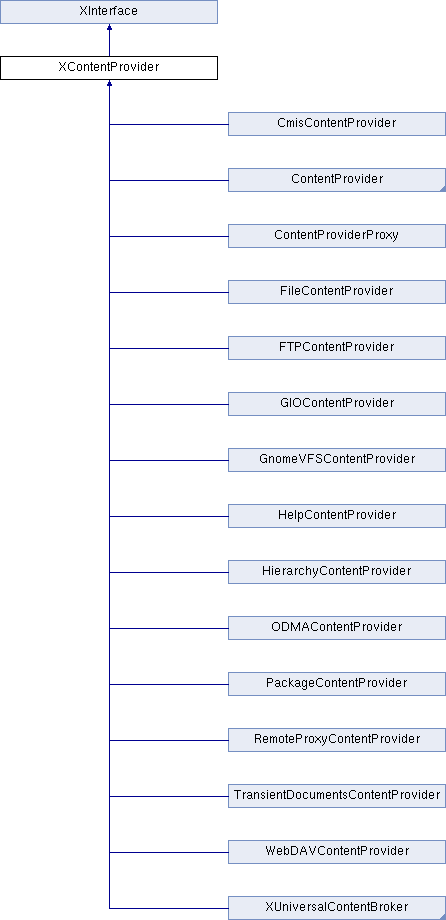 XInterface
XContentProvider
CmisContentProvider
ContentProvider
ContentProviderProxy
FileContentProvider
FTPContentProvider
GIOContentProvider
GnomeVFSContentProvider
HelpContentProvider
HierarchyContentProvider
ODMAContentProvider
PackageContentProvider
RemoteProxyContentProvider
TransientDocumentsContentProvider
WebDAVContentProvider
XUniversalContentBroker